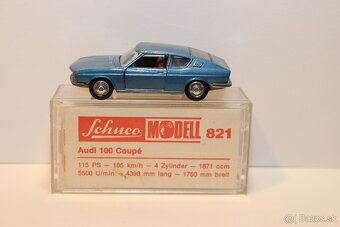 Schuco MODELL 821
Audi 100 Coupé
115 PS - 185 km/h - 4 Zylinder - 1871 ccm
5500 U/min - 4398 mm lang - 1750 mm breit
bazos.sk